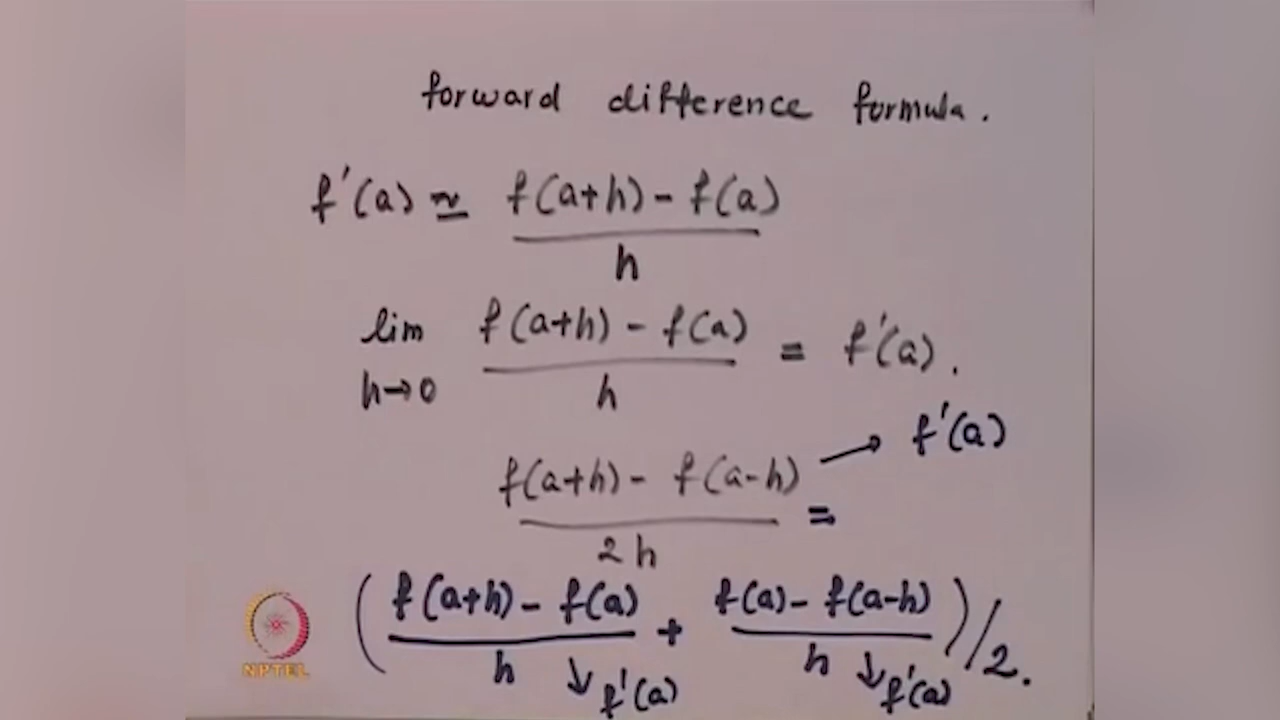 forward difference formula.
f'(a) ≃ f(a+h) - f(a) / h
lim h→0 f(a+h) - f(a) / h = f'(a).
f(a+h) - f(a-h) / 2h → f'(a)
=
( f(a+h) - f(a) / h ↓ f'(a) + f(a) - f(a-h) / h ↓ f'(a) ) / 2.
NPTEL